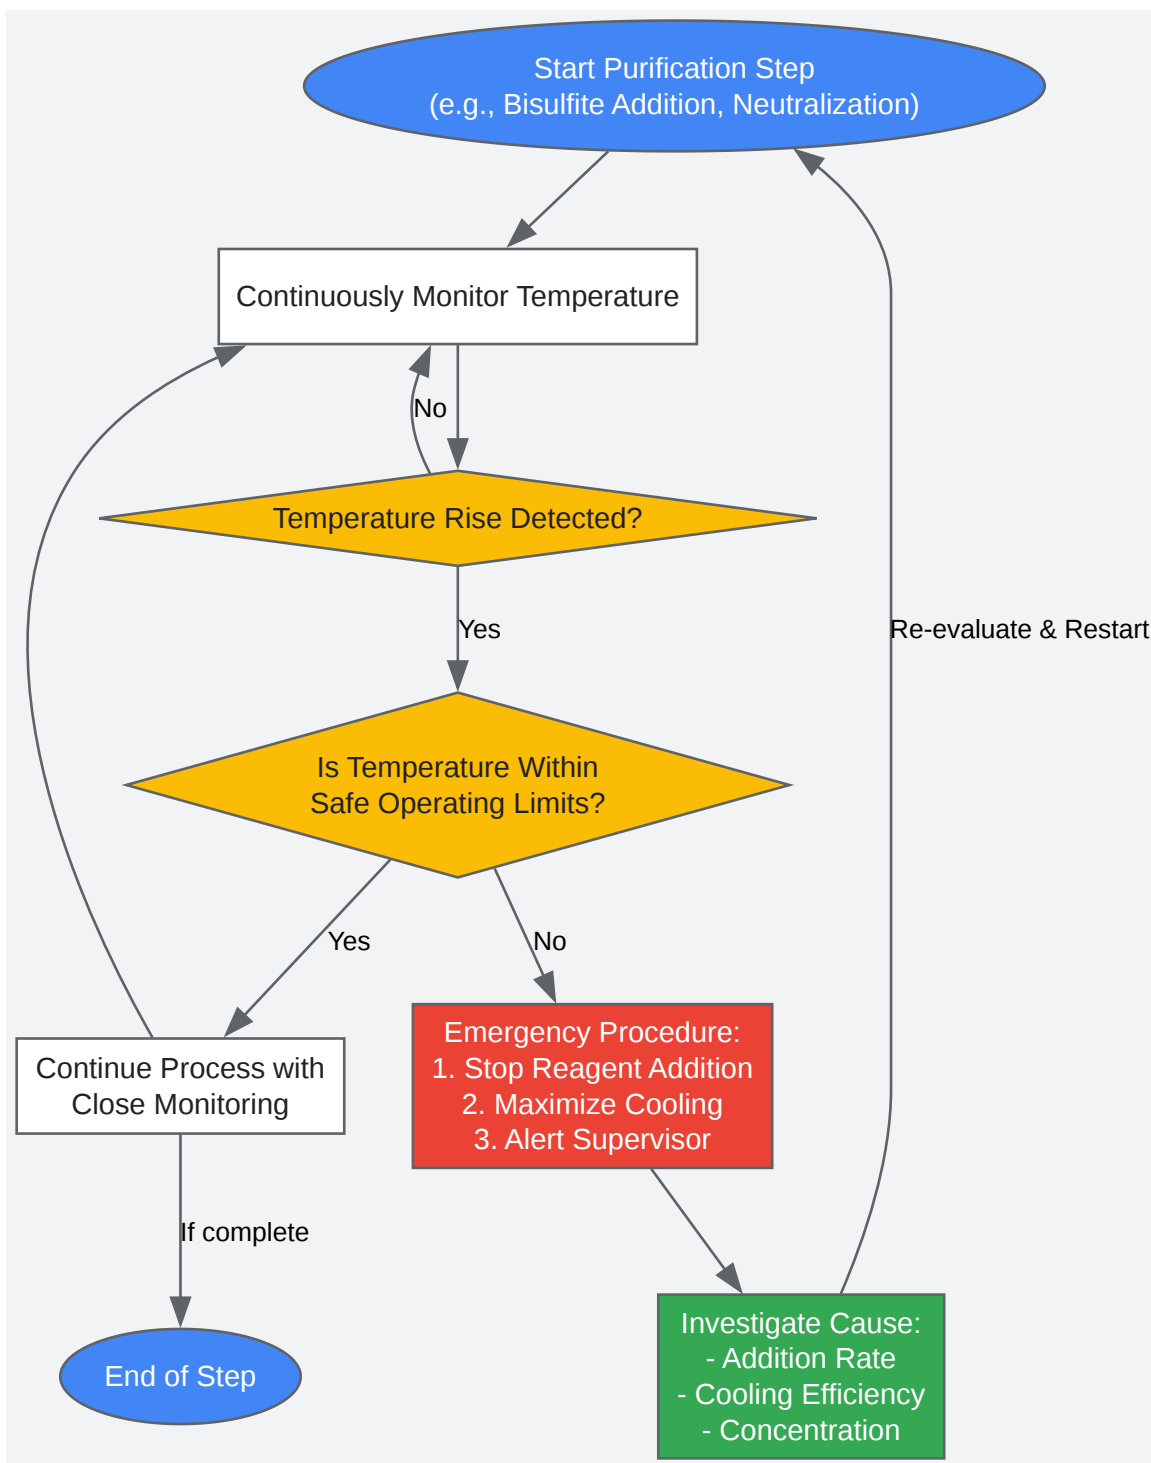 Start Purification Step
(e.g., Bisulfite Addition, Neutralization)
Continuously Monitor Temperature
No
Temperature Rise Detected?
Yes
Re-evaluate & Restart
Is Temperature Within
Safe Operating Limits?
Yes
No
Continue Process with
Close Monitoring
Emergency Procedure:
1. Stop Reagent Addition
2. Maximize Cooling
3. Alert Supervisor
If complete
End of Step
Investigate Cause:
- Addition Rate
- Cooling Efficiency
- Concentration